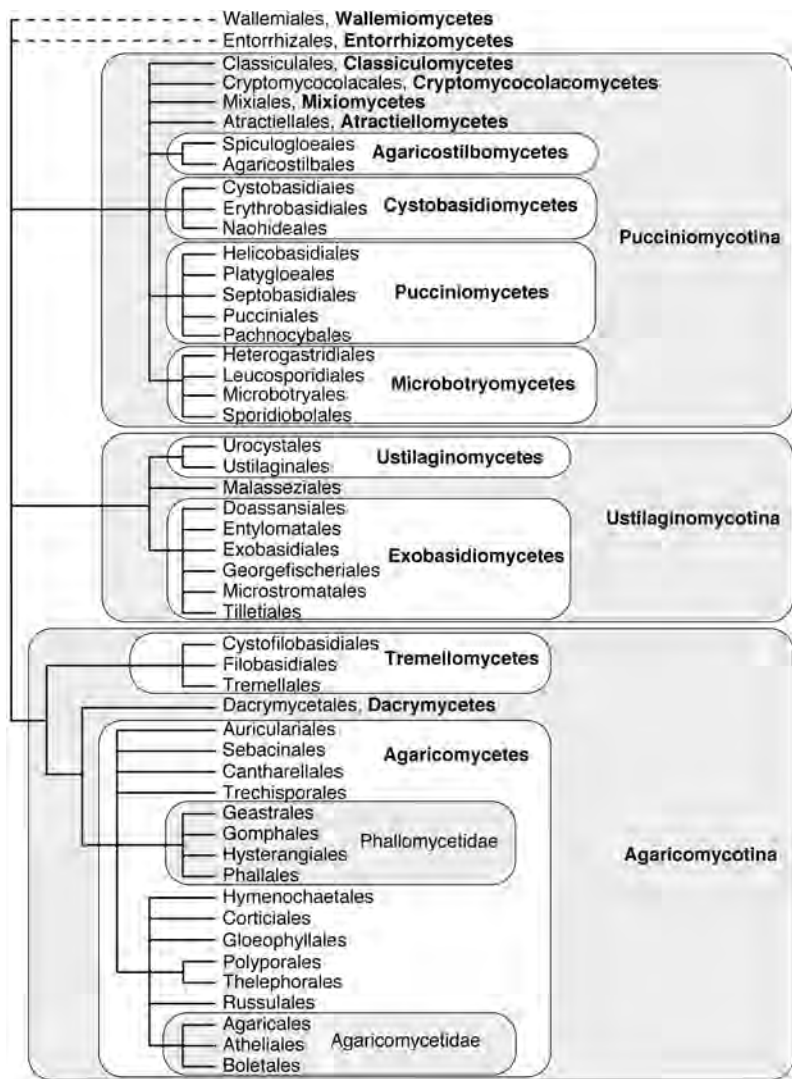 Wallemiales, Wallemiomycetes
Entorrhizales, Entorrhizomycetes
Classiculales, Classiculomycetes
Cryptomycocolacales, Cryptomycocolacomycetes
Mixiales, Mixiomycetes
Atractiellales, Atractiellomycetes
Spiculogloeales
Agaricostilbales
Agaricostilbomycetes
Cystobasidiales
Erythrobasidiales
Naohideales
Cystobasidiomycetes
Pucciniomycotina
Helicobasidiales
Platygloeales
Septobasidiales
Pucciniales
Pachnocybales
Pucciniomycetes
Heterogastridiales
Leucosporidiales
Microbotryales
Sporidiobolales
Microbotryomycetes
Urocystales
Ustilaginales
Ustilaginomycetes
Malasseziales
Ustilaginomycotina
Doassansiales
Entylomatales
Exobasidiales
Georgefischeriales
Microstromatales
Tilletiales
Exobasidiomycetes
Cystofilobasidiales
Filobasidiales
Tremellales
Tremellomycetes
Dacrymycetales, Dacrymycetes
Auriculariales
Sebacinales
Cantharellales
Trechisporales
Agaricomycetes
Geastrales
Gomphales
Hysterangiales
Phallales
Phallomycetidae
Agaricomycotina
Hymenochaetales
Corticiales
Gloeophyllales
Polyporales
Thelephorales
Russulales
Agaricales
Atheliales
Boletales
Agaricomycetidae